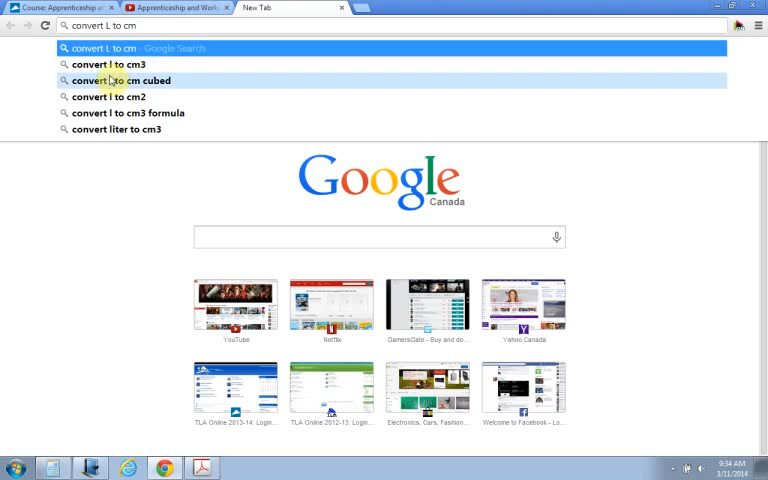 Course: Apprenticeship a
Apprenticeship and Work
New Tab
convert L to cm
convert L to cm - Google Search
convert l to cm3
convert l to cm cubed
convert l to cm2
convert l to cm3 formula
convert liter to cm3
Google
Canada
YouTube
Netflix
GamersGate - Buy and do...
Yahoo Canada
TLA Online 2013-14: Login...
TLA Online 2012-13: Login...
Electronics, Cars, Fashion...
Welcome to Facebook - Lo...
9:34 AM
3/11/2014